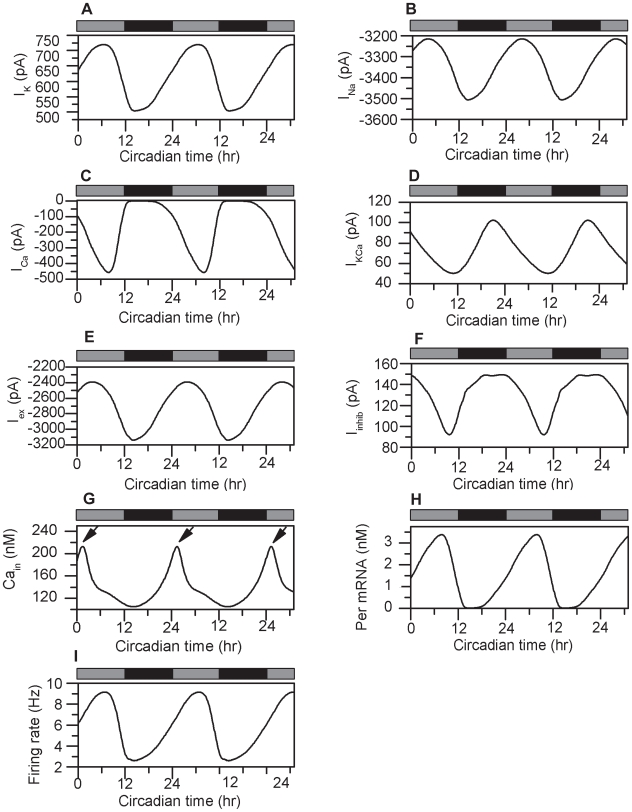 A
750
700
650
600
550
500
I_K (pA)
0 12 24 12 24
Circadian time (hr)
B
-3200
-3300
-3400
-3500
-3600
I_Na (pA)
0 12 24 12 24
Circadian time (hr)
C
0
-100
-200
-300
-400
-500
I_Ca (pA)
0 12 24 12 24
Circadian time (hr)
D
120
100
80
60
40
I_KCa (pA)
0 12 24 12 24
Circadian time (hr)
E
-2200
-2400
-2600
-2800
-3000
-3200
I_ex (pA)
0 12 24 12 24
Circadian time (hr)
F
160
140
120
100
80
I_inhib (pA)
0 12 24 12 24
Circadian time (hr)
G
240
200
160
120
Ca_in (nM)
0 12 24 12 24
Circadian time (hr)
H
3
2
1
0
Per mRNA (nM)
0 12 24 12 24
Circadian time (hr)
I
10
8
6
4
2
Firing rate (Hz)
0 12 24 12 24
Circadian time (hr)